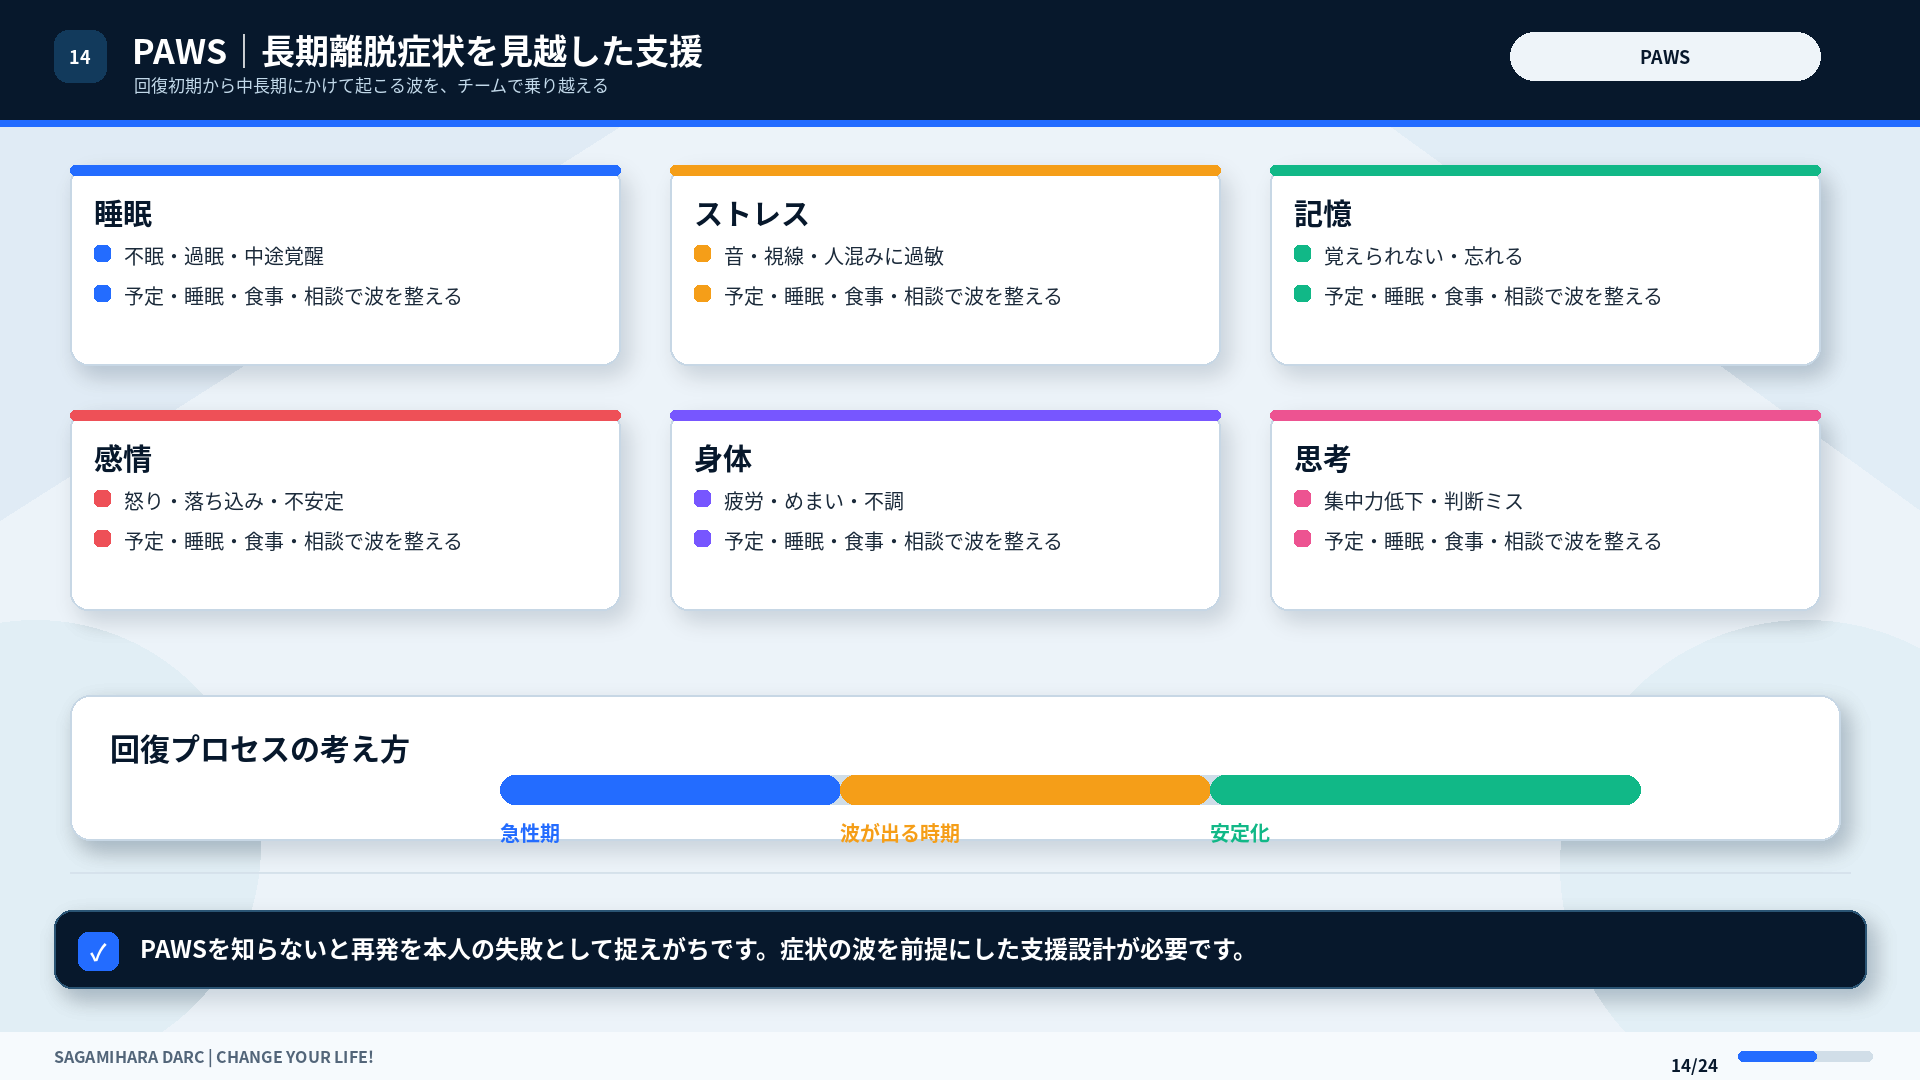 14
PAWS｜長期離脱症状を見越した支援
回復初期から中長期にかけて起こる波を、チームで乗り越える
PAWS
睡眠
不眠・過眠・中途覚醒
予定・睡眠・食事・相談で波を整える
ストレス
音・視線・人混みに過敏
予定・睡眠・食事・相談で波を整える
記憶
覚えられない・忘れる
予定・睡眠・食事・相談で波を整える
感情
怒り・落ち込み・不安定
予定・睡眠・食事・相談で波を整える
身体
疲労・めまい・不調
予定・睡眠・食事・相談で波を整える
思考
集中力低下・判断ミス
予定・睡眠・食事・相談で波を整える
回復プロセスの考え方
急性期
波が出る時期
安定化
✓ PAWSを知らないと再発を本人の失敗として捉えがちです。症状の波を前提にした支援設計が必要です。
SAGAMIHARA DARC | CHANGE YOUR LIFE!
14/24